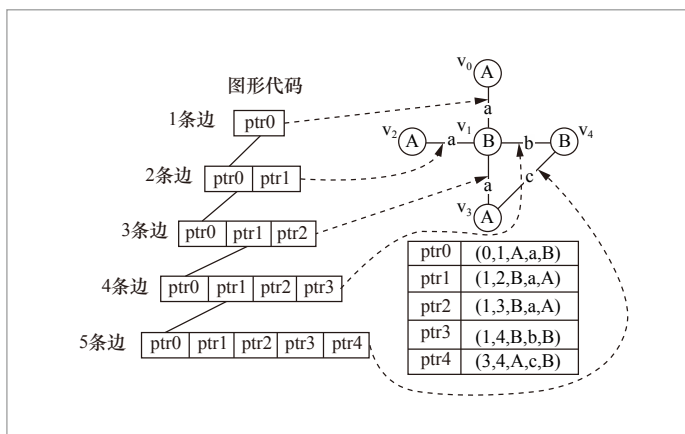 图形代码
1条边
ptr0
2条边
ptr0 ptr1
3条边
ptr0 ptr1 ptr2
4条边
ptr0 ptr1 ptr2 ptr3
5条边
ptr0 ptr1 ptr2 ptr3 ptr4
v0 A
a
v2 A a v1 B b B v4
a c
v3 A
ptr0 (0,1,A,a,B)
ptr1 (1,2,B,a,A)
ptr2 (1,3,B,a,A)
ptr3 (1,4,B,b,B)
ptr4 (3,4,A,c,B)